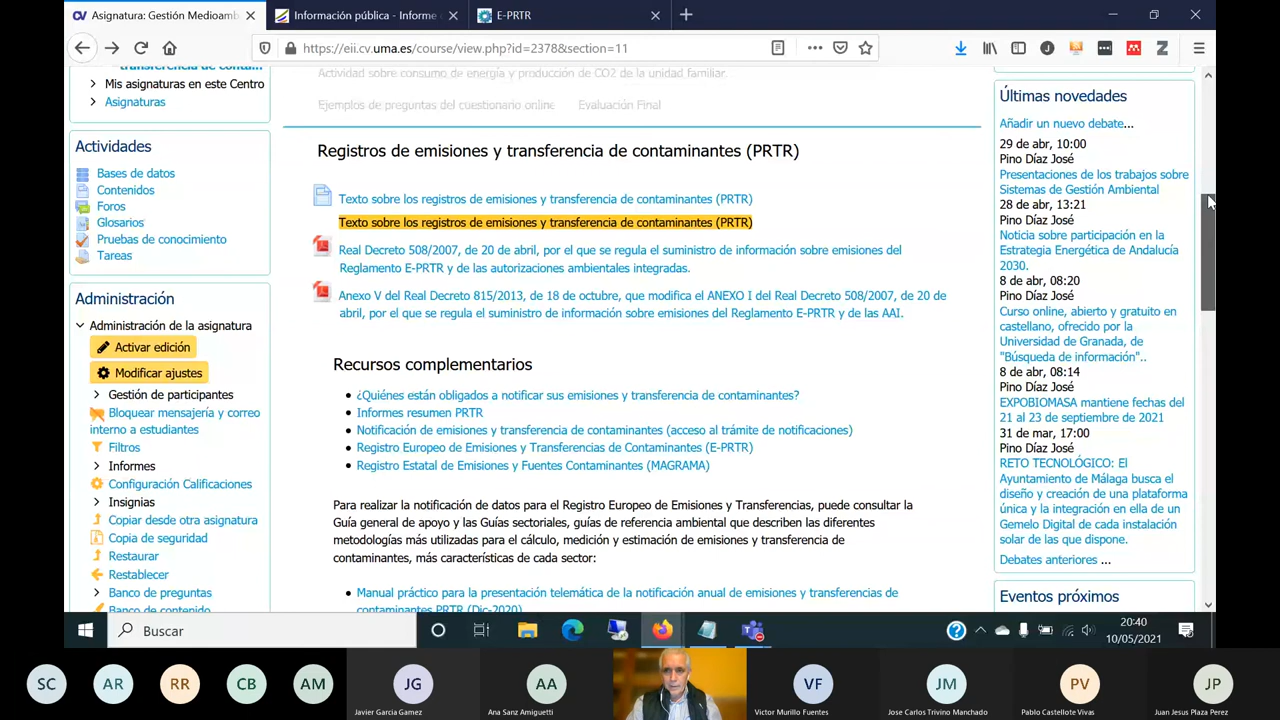 Asignatura: Gestión Medioamb
Información pública - Informe
E-PRTR
https://eii.cv.uma.es/course/view.php?id=2378&section=11
transferencia de conta...
Mis asignaturas en este Centro
Asignaturas
Actividades
Bases de datos
Contenidos
Foros
Glosarios
Pruebas de conocimiento
Tareas
Administración
Administración de la asignatura
Activar edición
Modificar ajustes
Gestión de participantes
Bloquear mensajería y correo
interno a estudiantes
Filtros
Informes
Configuración Calificaciones
Insignias
Copiar desde otra asignatura
Copia de seguridad
Restaurar
Restablecer
Banco de preguntas
Banco de contenido
Actividad sobre consumo de energía y producción de CO2 de la unidad familiar.
Ejemplos de preguntas del cuestionario online Evaluación Final
Registros de emisiones y transferencia de contaminantes (PRTR)
Texto sobre los registros de emisiones y transferencia de contaminantes (PRTR)
Texto sobre los registros de emisiones y transferencia de contaminantes (PRTR)
Real Decreto 508/2007, de 20 de abril, por el que se regula el suministro de información sobre emisiones del
Reglamento E-PRTR y de las autorizaciones ambientales integradas.
Anexo V del Real Decreto 815/2013, de 18 de octubre, que modifica el ANEXO I del Real Decreto 508/2007, de 20 de
abril, por el que se regula el suministro de información sobre emisiones del Reglamento E-PRTR y de las AAI.
Recursos complementarios
¿Quiénes están obligados a notificar sus emisiones y transferencia de contaminantes?
Informes resumen PRTR
Notificación de emisiones y transferencia de contaminantes (acceso al trámite de notificaciones)
Registro Europeo de Emisiones y Transferencias de Contaminantes (E-PRTR)
Registro Estatal de Emisiones y Fuentes Contaminantes (MAGRAMA)
Para realizar la notificación de datos para el Registro Europeo de Emisiones y Transferencias, puede consultar la
Guía general de apoyo y las Guías sectoriales, guías de referencia ambiental que describen las diferentes
metodologías más utilizadas para el cálculo, medición y estimación de emisiones y transferencia de
contaminantes, más características de cada sector:
Manual práctico para la presentación telemática de la notificación anual de emisiones y transferencias de
contaminantes PRTR (Dic-2020)
Últimas novedades
Añadir un nuevo debate...
29 de abr, 10:00
Pino Díaz José
Presentaciones de los trabajos sobre
Sistemas de Gestión Ambiental
28 de abr, 13:21
Pino Díaz José
Noticia sobre participación en la
Estrategia Energética de Andalucía
2030.
8 de abr, 08:20
Pino Díaz José
Curso online, abierto y gratuito en
castellano, ofrecido por la
Universidad de Granada, de
"Búsqueda de información"..
8 de abr, 08:14
Pino Díaz José
EXPOBIOMASA mantiene fechas del
21 al 23 de septiembre de 2021
31 de mar, 17:00
Pino Díaz José
RETO TECNOLÓGICO: El
Ayuntamiento de Málaga busca el
diseño y creación de una plataforma
única y la integración en ella de un
Gemelo Digital de cada instalación
solar de las que dispone.
Debates anteriores ...
Eventos próximos
Buscar
20:40
10/05/2021
SC
AR
RR
CB
AM
JG
Javier Garcia Gamez
AA
Ana Sanz Amiguetti
VF
Victor Murillo Fuentes
JM
Jose Carlos Trivino Manchado
PV
Pablo Castellote Vivas
JP
Juan Jesus Plaza Perez